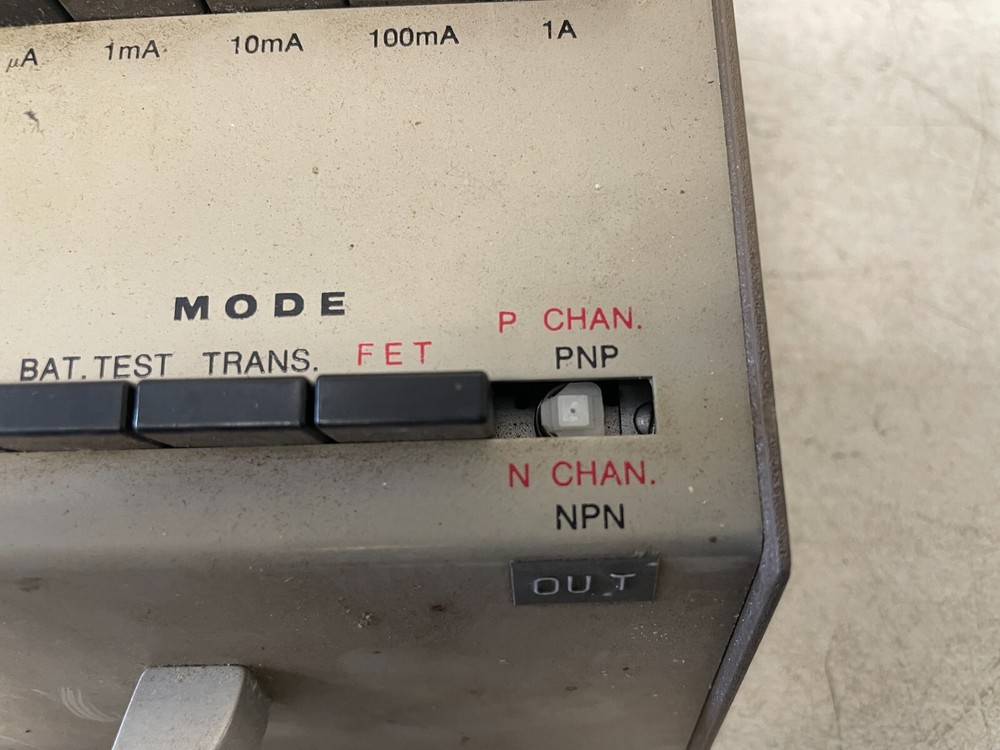 µA 1mA 10mA 100mA 1A
MODE
P CHAN.
BAT. TEST TRANS. FET PNP
N CHAN.
NPN
OUT